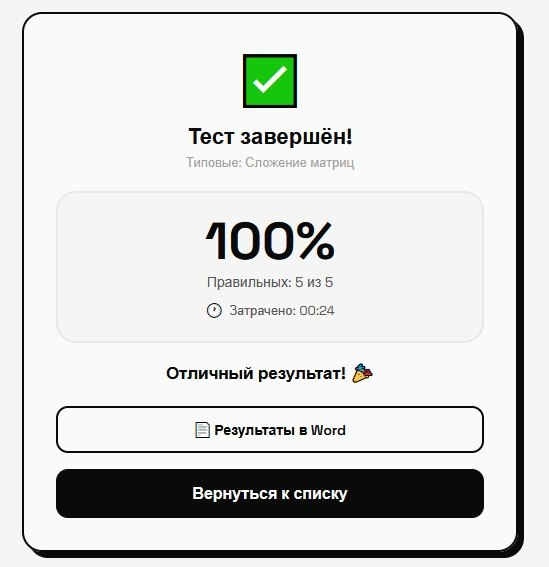 Тест завершён!
Типовые: Сложение матриц
100%
Правильных: 5 из 5
Затрачено: 00:24
Отличный результат! 🎉
Результаты в Word
Вернуться к списку